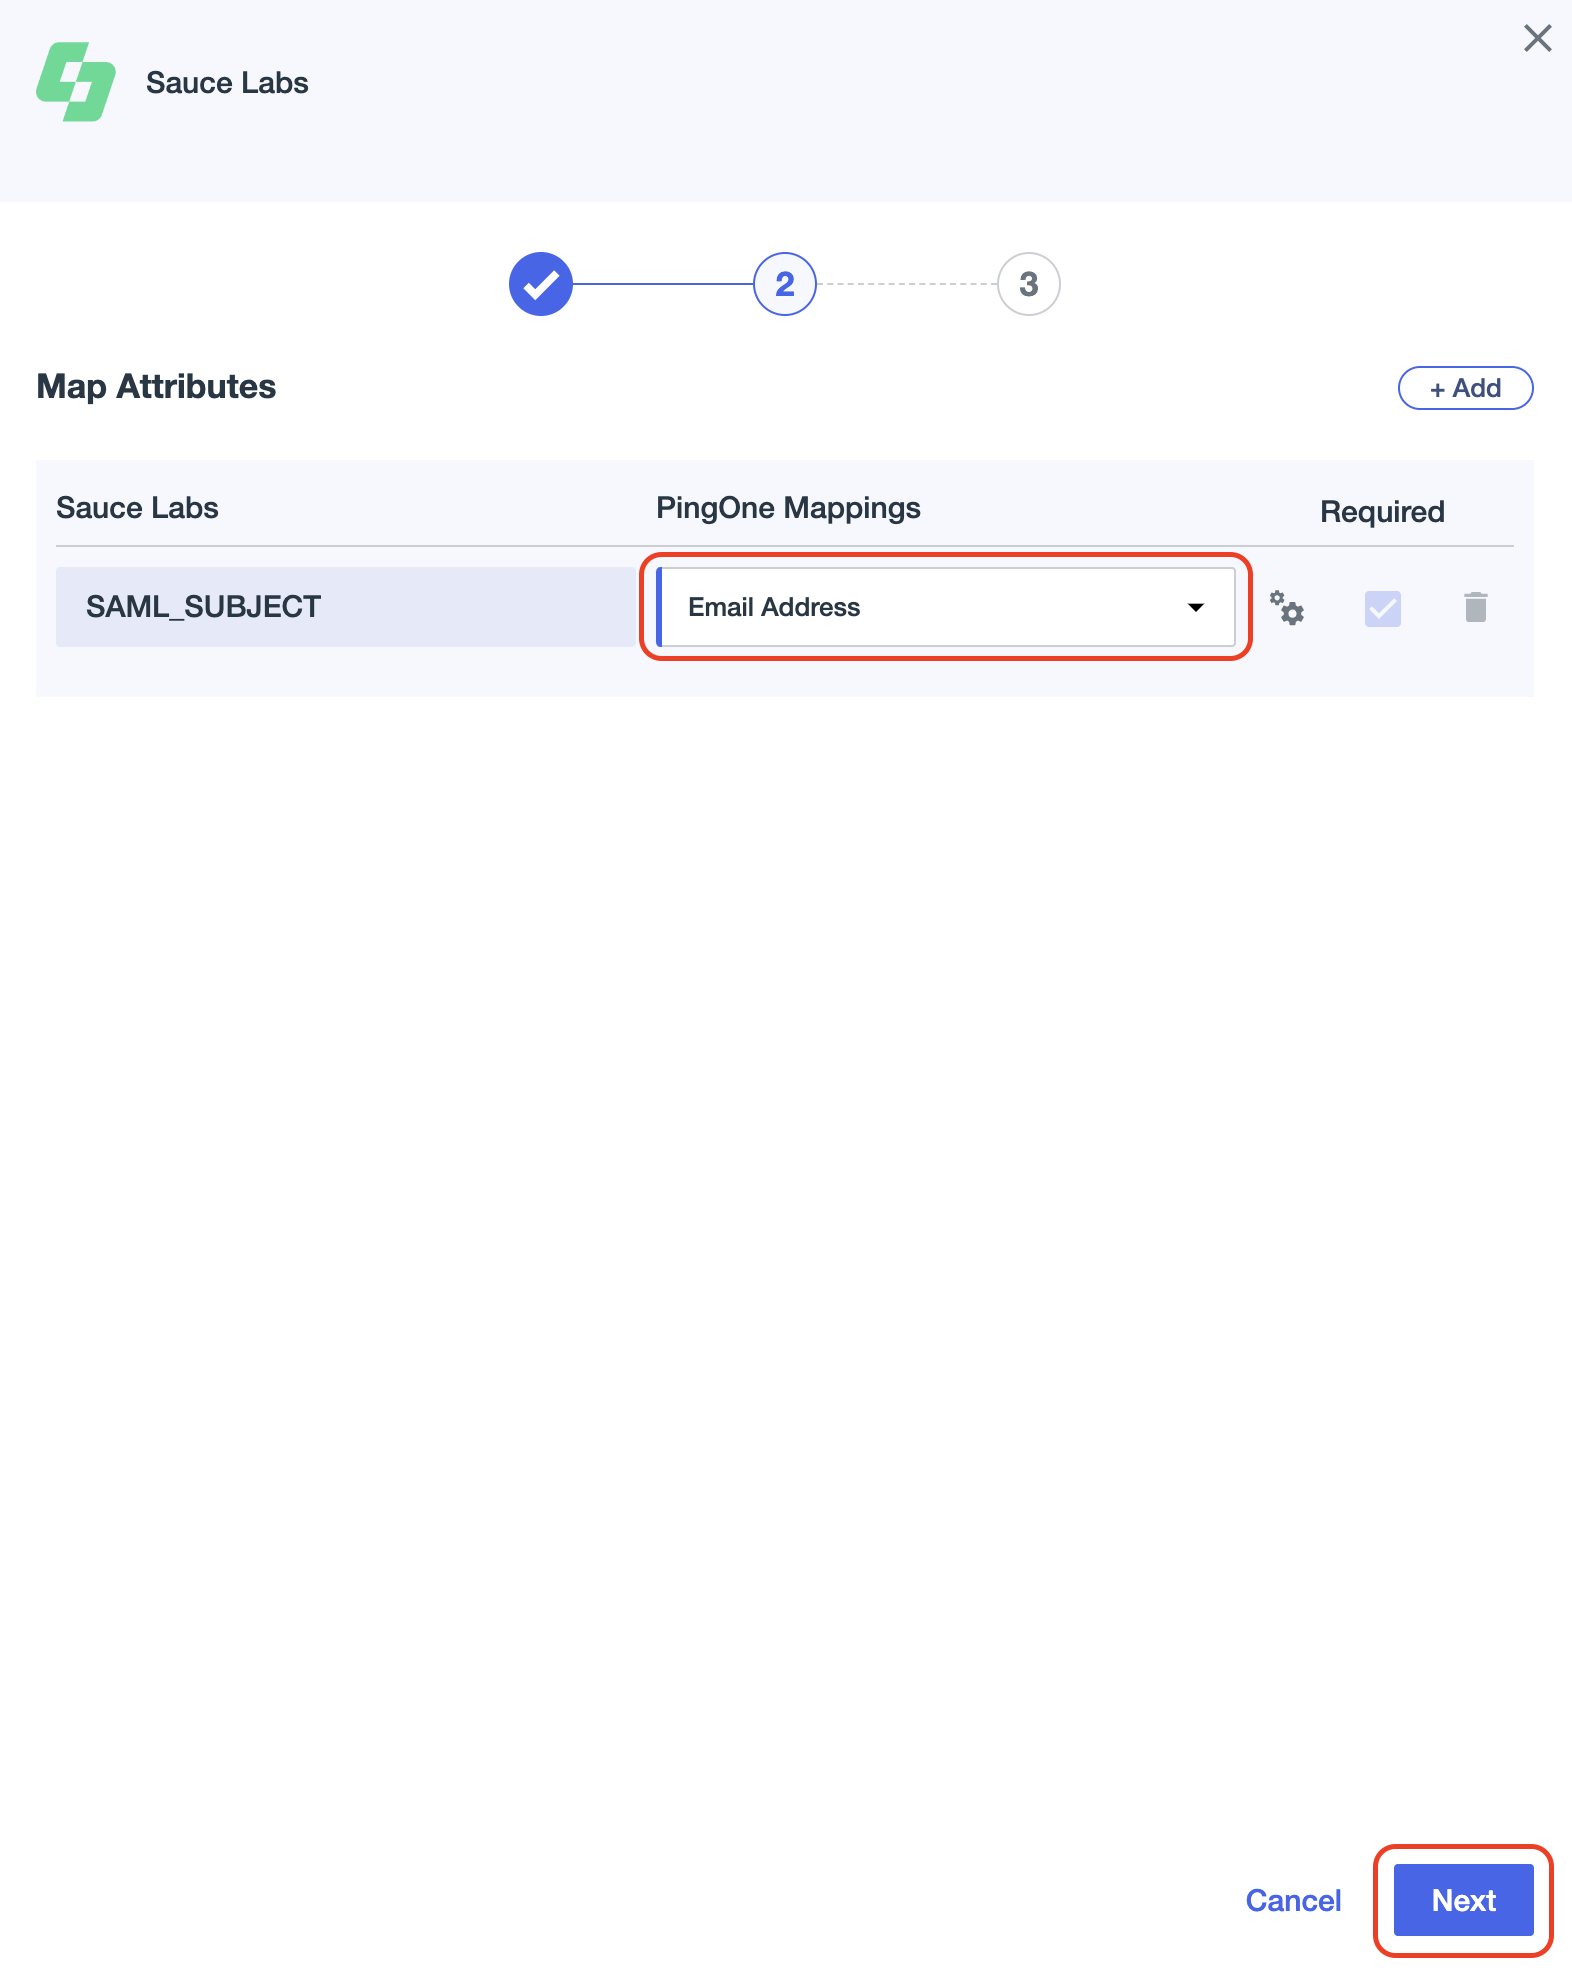 Sauce Labs
2
3
Map Attributes
+ Add
Sauce Labs
PingOne Mappings
Required
SAML_SUBJECT
Email Address
Cancel
Next